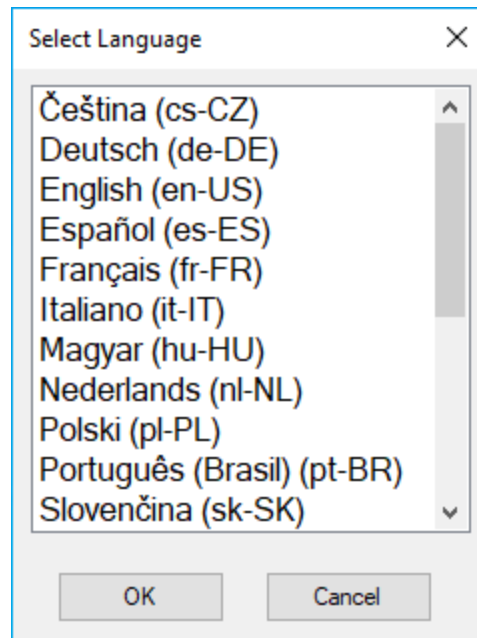 Select Language
Čeština (cs-CZ)
Deutsch (de-DE)
English (en-US)
Español (es-ES)
Français (fr-FR)
Italiano (it-IT)
Magyar (hu-HU)
Nederlands (nl-NL)
Polski (pl-PL)
Português (Brasil) (pt-BR)
Slovenčina (sk-SK)
OK Cancel